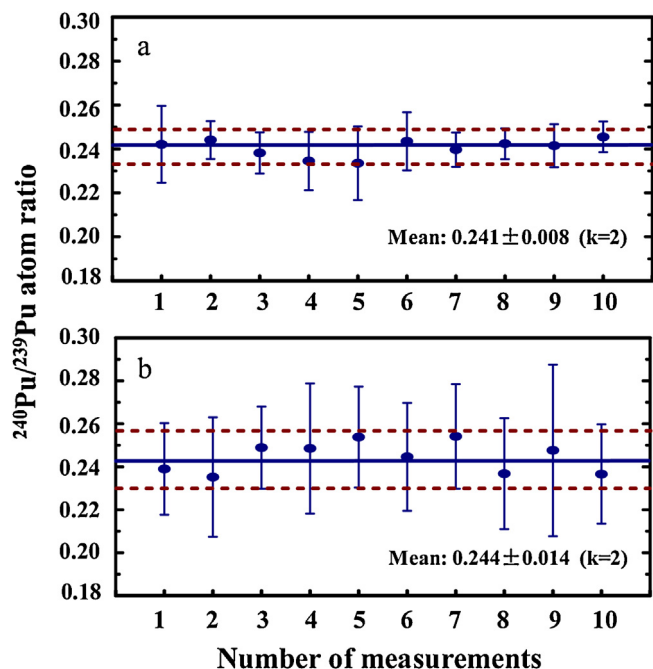 0.30
a
0.28
0.26
0.24
0.22
0.20
Mean: 0.241±0.008 (k=2)
0.18
1 2 3 4 5 6 7 8 9 10
²⁴⁰Pu/²³⁹Pu atom ratio
0.30
b
0.28
0.26
0.24
0.22
0.20
Mean: 0.244±0.014 (k=2)
0.18
1 2 3 4 5 6 7 8 9 10
Number of measurements